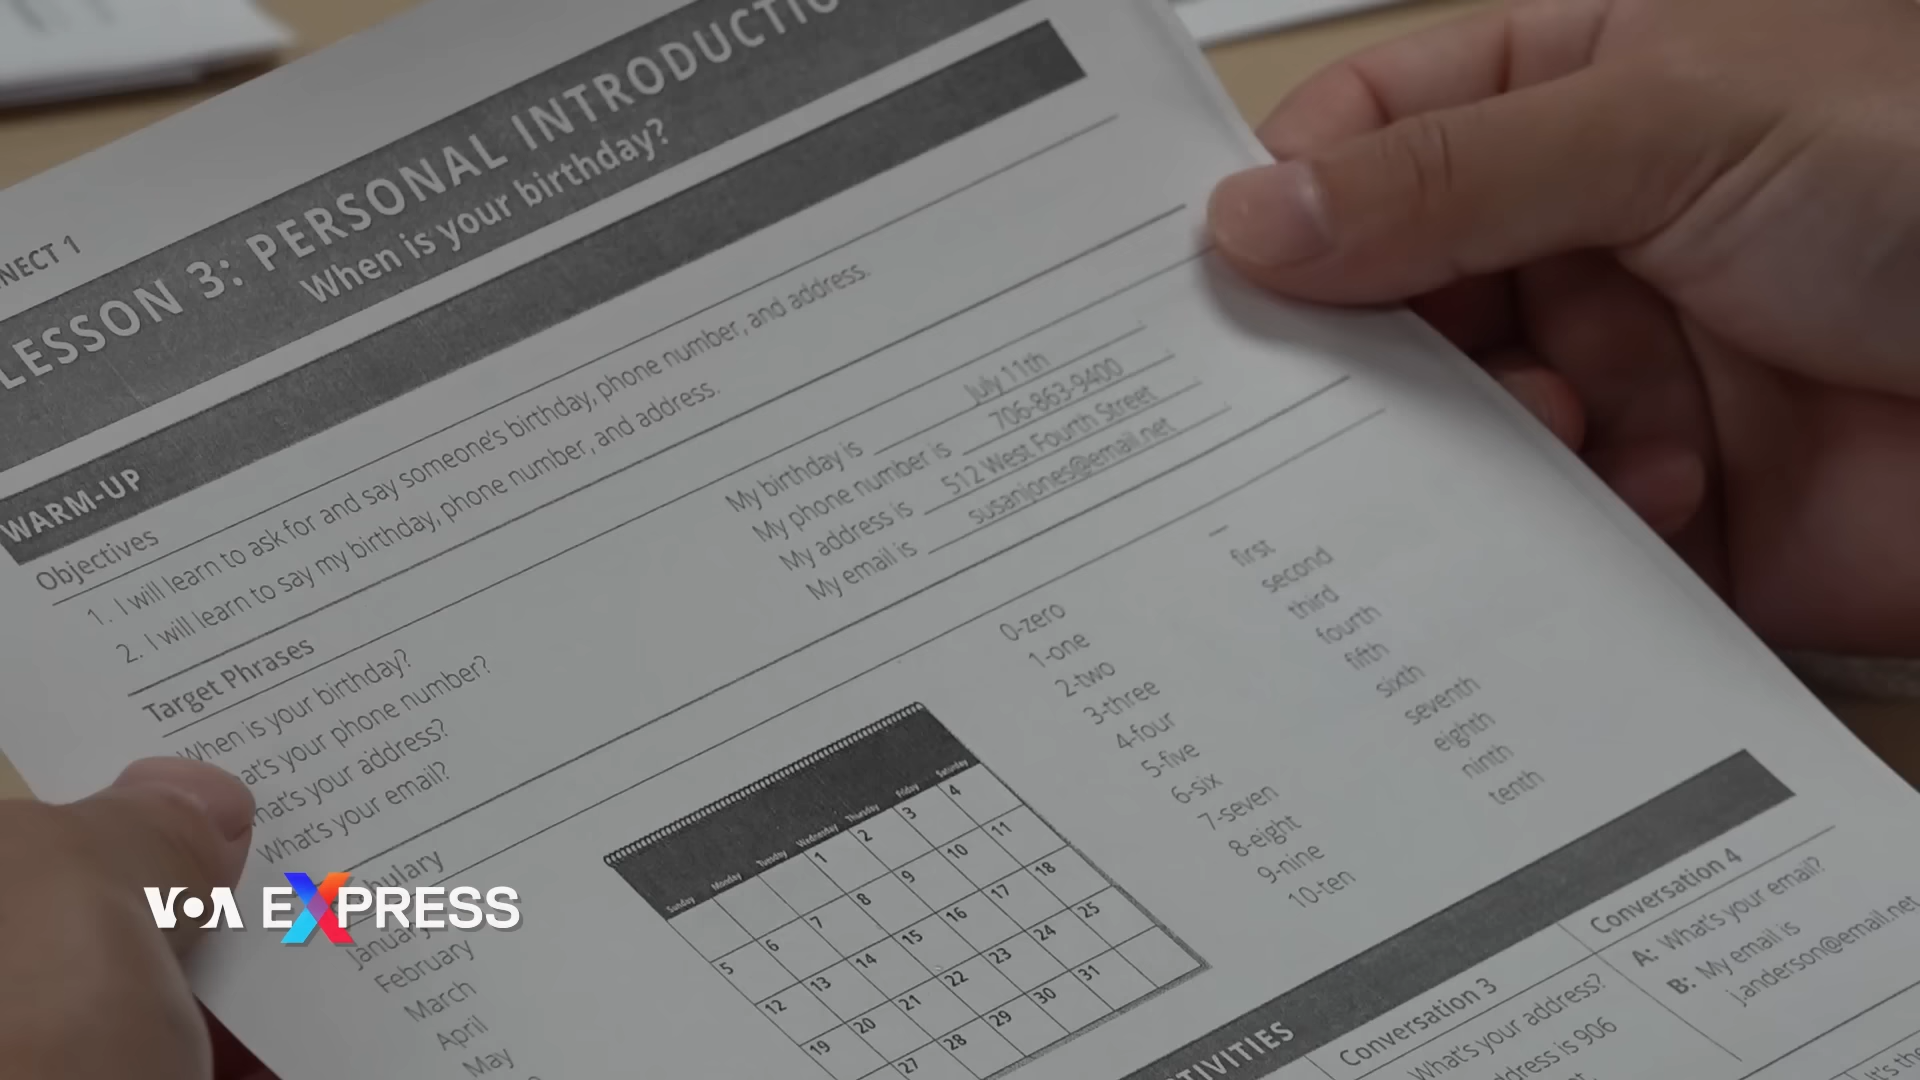 NECT 1
LESSON 3: PERSONAL INTRODUCTIO
When is your birthday?
WARM-UP
Objectives
1. I will learn to ask for and say someone's birthday, phone number, and address.
2. I will learn to say my birthday, phone number, and address.
Target Phrases
When is your birthday?
at's your phone number?
hat's your address?
What's your email?
My birthday is July 11th
My phone number is 706-863-9400
My address is 512 West Fourth Street
My email is susanjones@email.net
bulary
January
February
March
April
May
Sunday Monday Tuesday Wednesday Thursday Friday Saturday
1 2 3 4
5 6 7 8 9 10 11
12 13 14 15 16 17 18
19 20 21 22 23 24 25
27 28 29 30 31
0-zero
1-one
2-two
3-three
4-four
5-five
6-six
7-seven
8-eight
9-nine
10-ten
—
first
second
third
fourth
fifth
sixth
seventh
eighth
ninth
tenth
TIVITIES
Conversation 3
What's your address?
dress is 906
Conversation 4
A: What's your email?
B: My email is
j.anderson@email.net
It's the
VOA EXPRESS